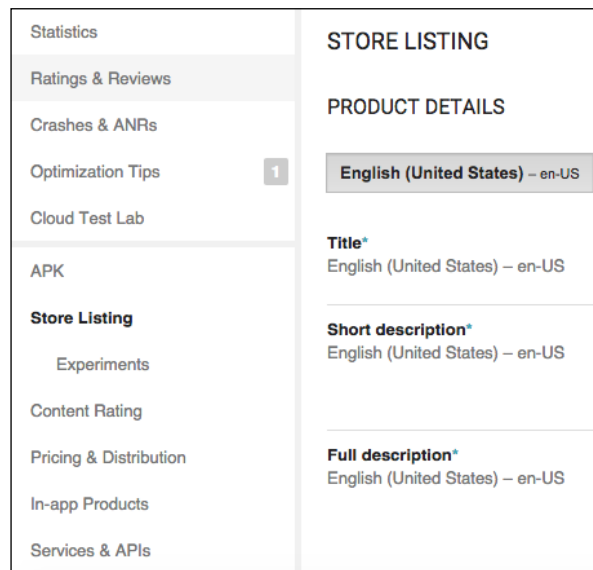 Statistics
Ratings & Reviews
Crashes & ANRs
Optimization Tips 1
Cloud Test Lab
APK
Store Listing
Experiments
Content Rating
Pricing & Distribution
In-app Products
Services & APIs
STORE LISTING
PRODUCT DETAILS
English (United States) – en-US
Title*
English (United States) – en-US
Short description*
English (United States) – en-US
Full description*
English (United States) – en-US